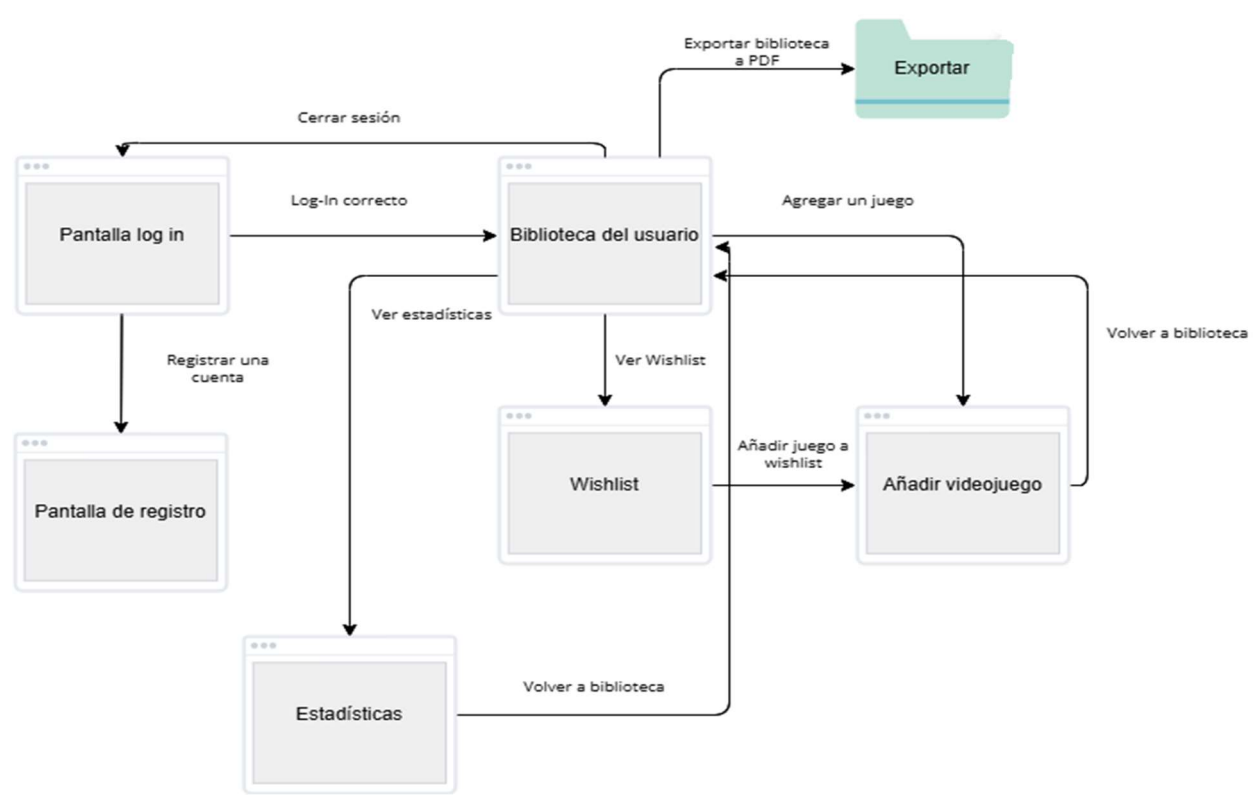 Exportar biblioteca
a PDF
Exportar
Cerrar sesión
Log-In correcto
Agregar un juego
Pantalla log in
Biblioteca del usuario
Ver estadísticas
Volver a biblioteca
Registrar una
cuenta
Ver Wishlist
Añadir juego a
wishlist
Wishlist
Añadir videojuego
Pantalla de registro
Volver a biblioteca
Estadísticas